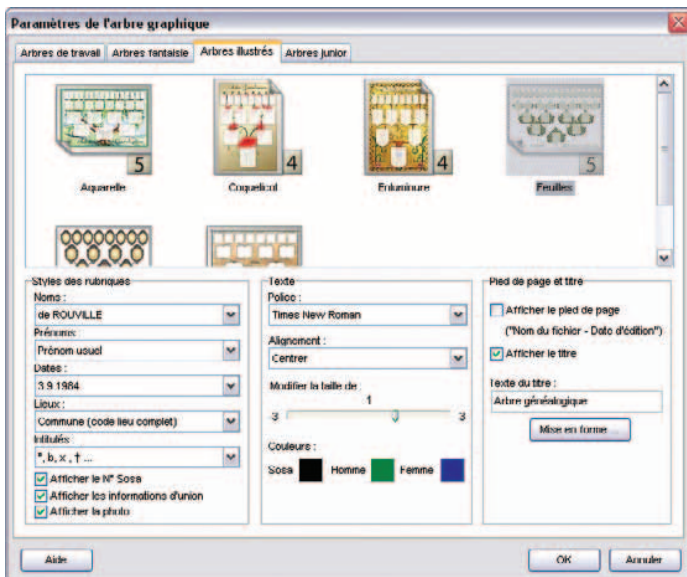 Paramètres de l'arbre graphique
Arbres de travail Arbres fantaisie Arbres illustrés Arbres junior
5 4 4 5
Aquarelle Coquelicot Enluminure Feuilles
Styles des rubriques
Noms :
de ROUVILLE
Prénoms:
Prénom usuel
Dates :
3 9 1984
Lieux :
Commune (code lieu complet)
Intitulés :
*, b, x , † ...
Afficher le N° Sosa
Afficher les informations d'union
Afficher la photo
Texte
Police :
Times New Roman
Alignement :
Centrer
Modifier la taille de :
1
-3 3
Couleurs :
Sosa Homme Femme
Pied de page et titre
Afficher le pied de page
("Nom du fichier - Date d'édition")
Afficher le titre
Texte du titre :
Arbre généalogique
Mise en forme ...
Aide OK Annuler